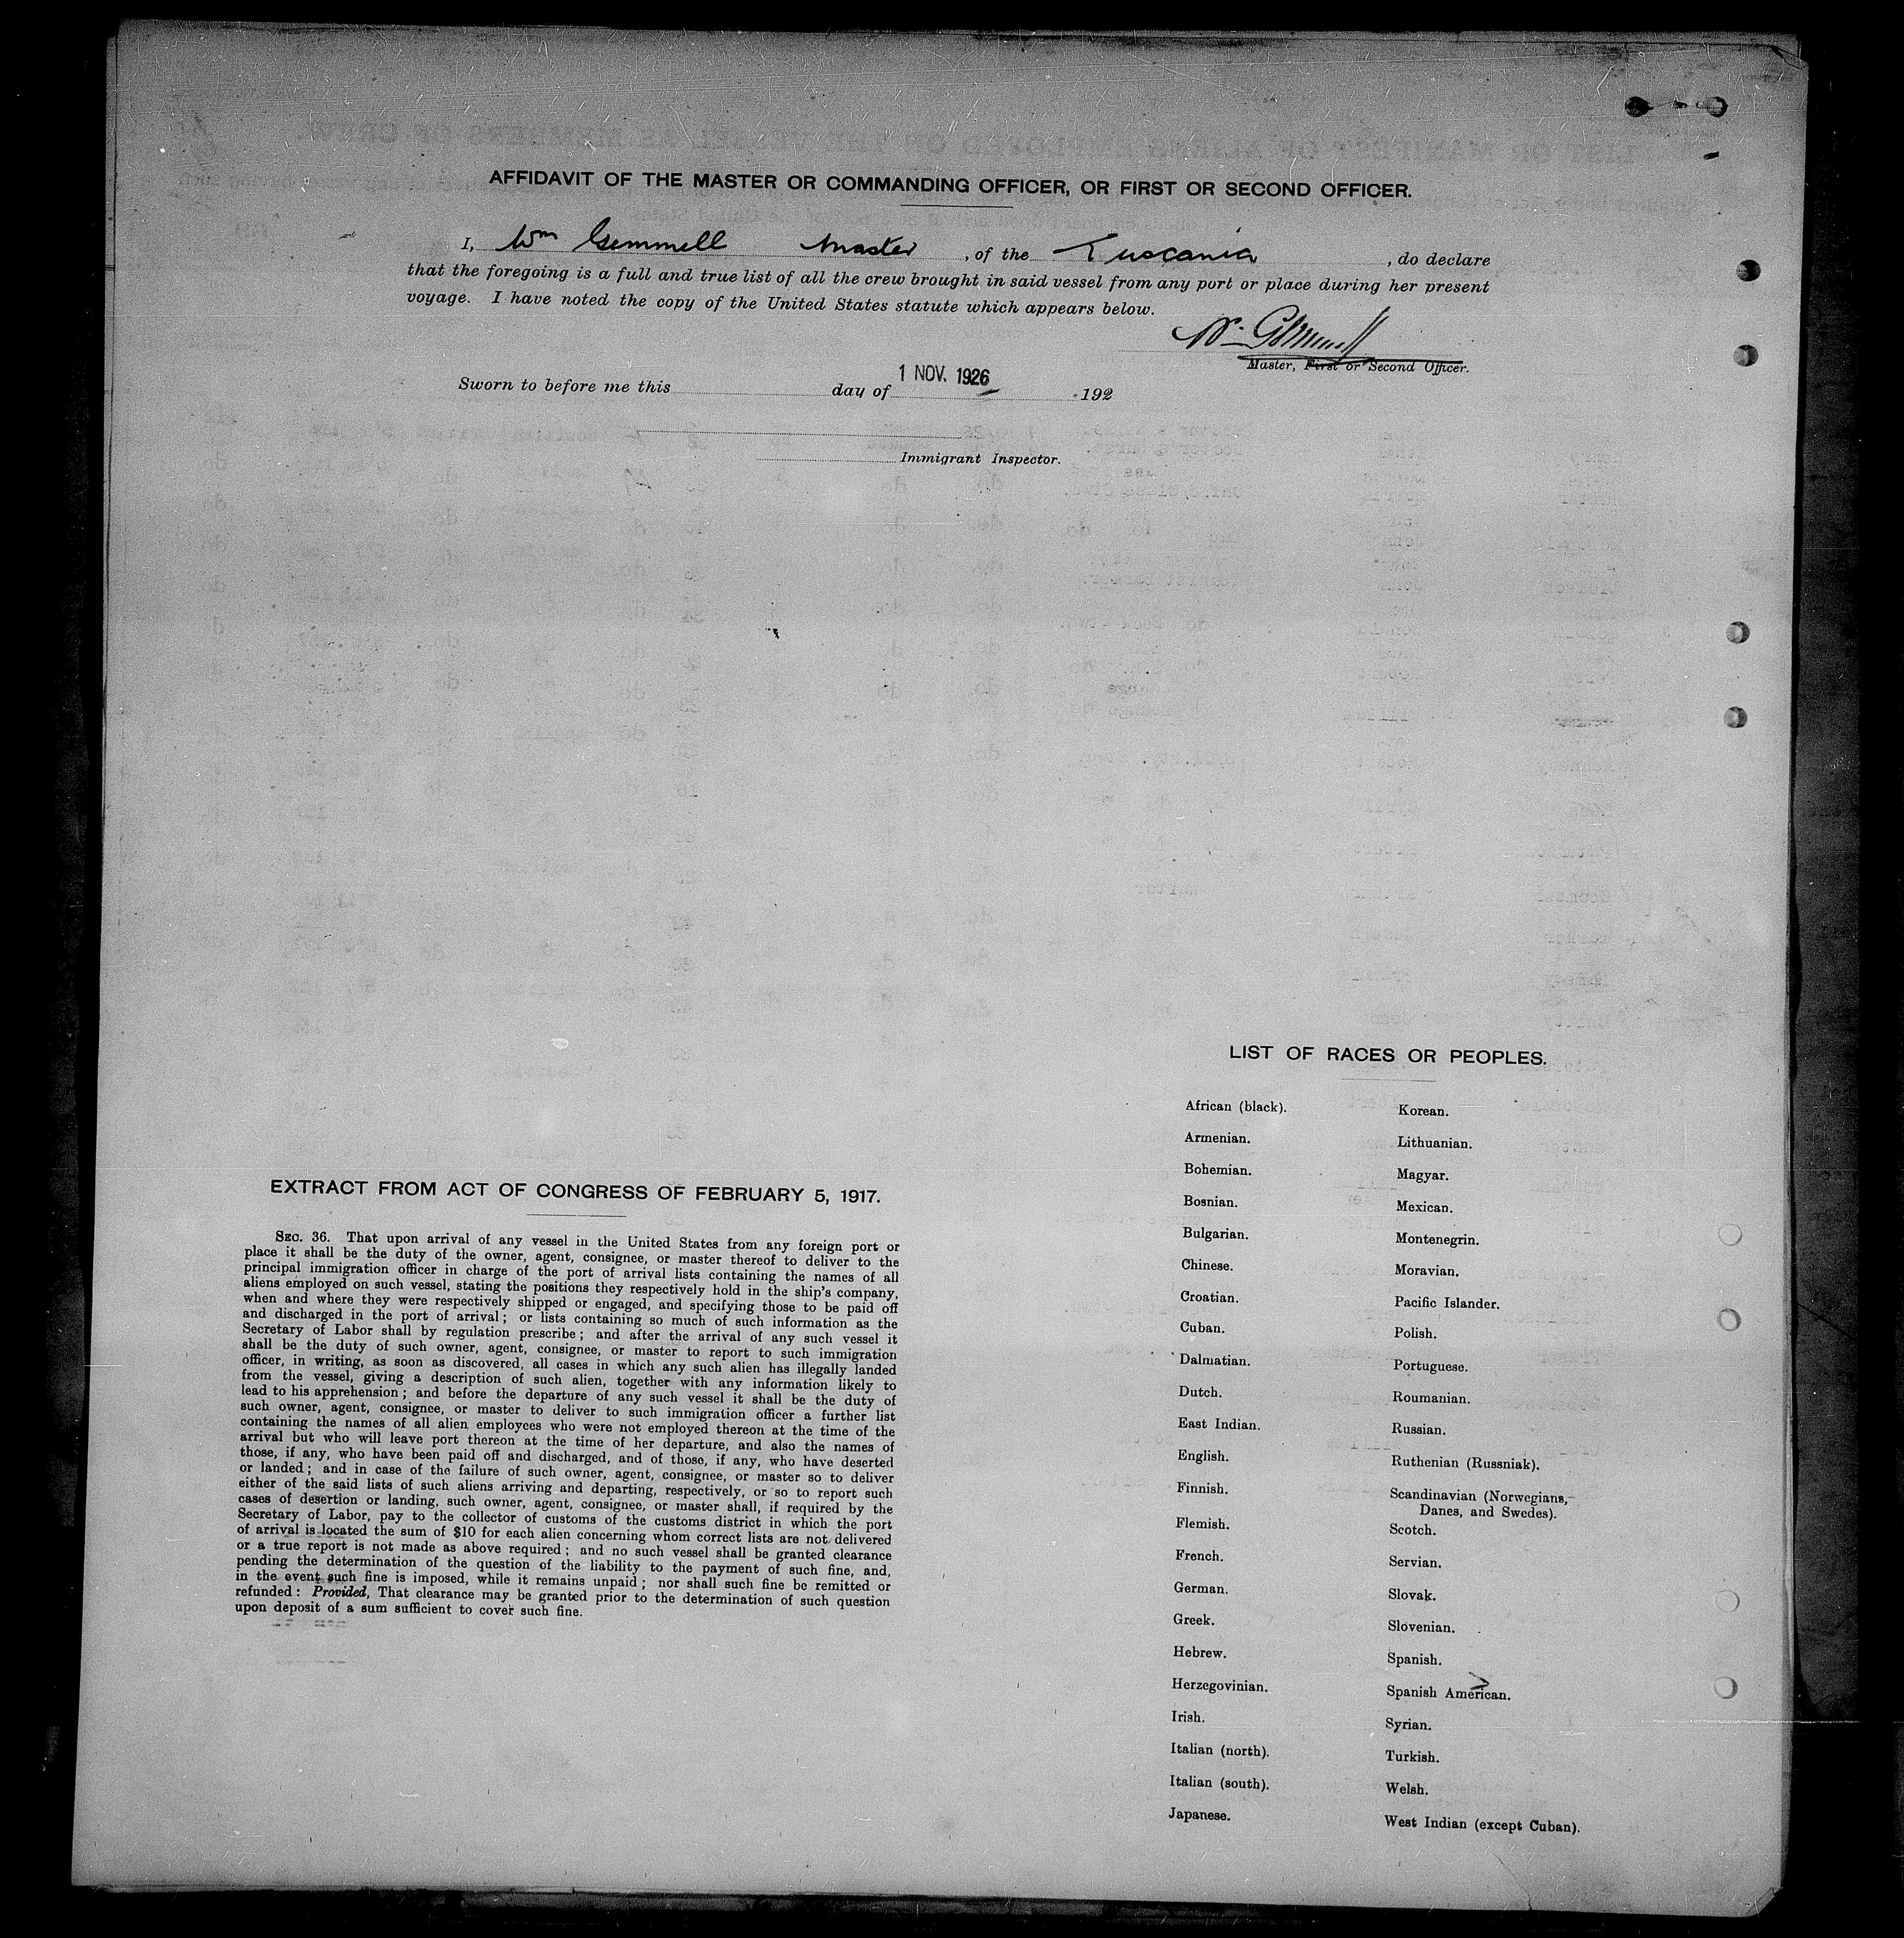 AFFIDAVIT OF THE MASTER OR COMMANDING OFFICER, OR FIRST OR SECOND OFFICER.
I, Wm Gemmell Master, of the Tuscania, do declare
that the foregoing is a full and true list of all the crew brought in said vessel from any port or place during her present
voyage. I have noted the copy of the United States statute which appears below.
W. Gemmell
Master, First or Second Officer.
Sworn to before me this day of 1 NOV. 1926 192
Immigrant Inspector.
EXTRACT FROM ACT OF CONGRESS OF FEBRUARY 5, 1917.
SEC. 36. That upon arrival of any vessel in the United States from any foreign port or
place it shall be the duty of the owner, agent, consignee, or master thereof to deliver to the
principal immigration officer in charge of the port of arrival lists containing the names of all
aliens employed on such vessel, stating the positions they respectively hold in the ship's company,
when and where they were respectively shipped or engaged, and specifying those to be paid off
and discharged in the port of arrival; or lists containing so much of such information as the
Secretary of Labor shall by regulation prescribe; and after the arrival of any such vessel it
shall be the duty of such owner, agent, consignee, or master to report to such immigration
officer, in writing, as soon as discovered, all cases in which any such alien has illegally landed
from the vessel, giving a description of such alien, together with any information likely to
lead to his apprehension; and before the departure of any such vessel it shall be the duty of
such owner, agent, consignee, or master to deliver to such immigration officer a further list
containing the names of all alien employees who were not employed thereon at the time of the
arrival but who will leave port thereon at the time of her departure, and also the names of
those, if any, who have been paid off and discharged, and of those, if any, who have deserted
or landed; and in case of the failure of such owner, agent, consignee, or master so to deliver
either of the said lists of such aliens arriving and departing, respectively, or so to report such
cases of desertion or landing, such owner, agent, consignee, or master shall, if required by the
Secretary of Labor, pay to the collector of customs of the customs district in which the port
of arrival is located the sum of $10 for each alien concerning whom correct lists are not delivered
or a true report is not made as above required; and no such vessel shall be granted clearance
pending the determination of the question of the liability to the payment of such fine, and,
in the event such fine is imposed, while it remains unpaid; nor shall such fine be remitted or
refunded: Provided, That clearance may be granted prior to the determination of such question
upon deposit of a sum sufficient to cover such fine.
LIST OF RACES OR PEOPLES.
African (black).
Armenian.
Bohemian.
Bosnian.
Bulgarian.
Chinese.
Croatian.
Cuban.
Dalmatian.
Dutch.
East Indian.
English.
Finnish.
Flemish.
French.
German.
Greek.
Hebrew.
Herzegovinian.
Irish.
Italian (north).
Italian (south).
Japanese.
Korean.
Lithuanian.
Magyar.
Mexican.
Montenegrin.
Moravian.
Pacific Islander.
Polish.
Portuguese.
Roumanian.
Russian.
Ruthenian (Russniak).
Scandinavian (Norwegians,
Danes, and Swedes).
Scotch.
Servian.
Slovak.
Slovenian.
Spanish.
Spanish American.
Syrian.
Turkish.
Welsh.
West Indian (except Cuban).